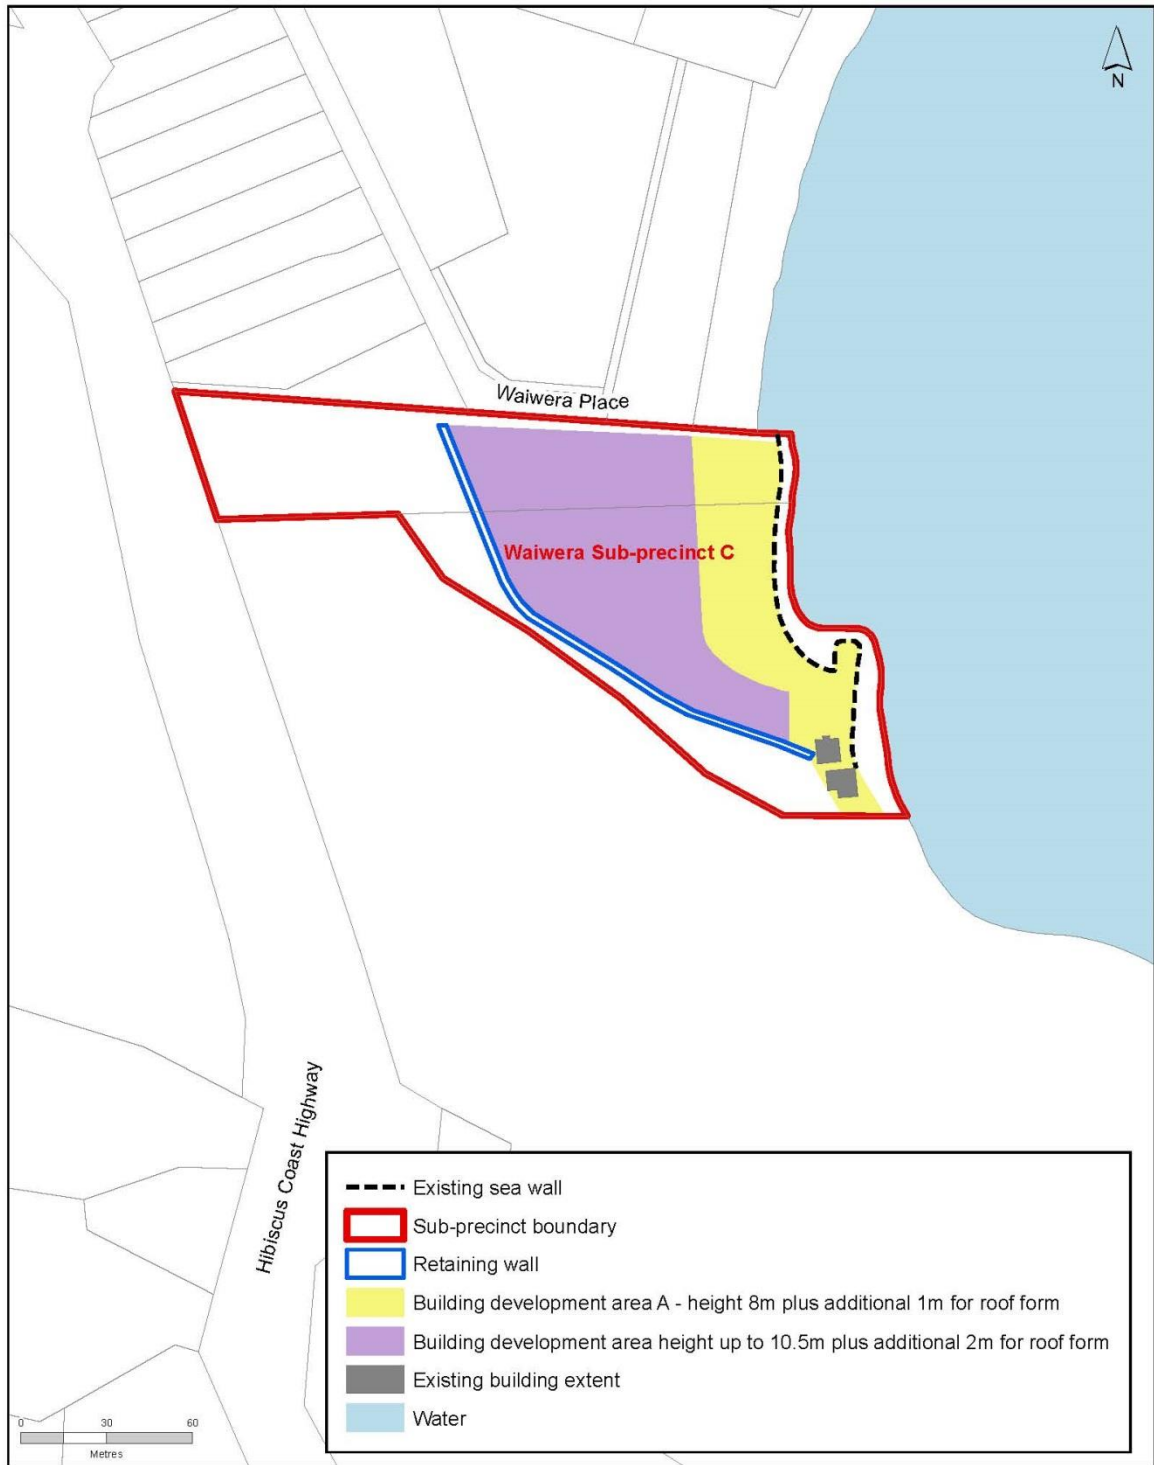 N
Waiwera Place
Waiwera Sub-precinct C
Hibiscus Coast Highway
Existing sea wall
Sub-precinct boundary
Retaining wall
Building development area A - height 8m plus additional 1m for roof form
Building development area height up to 10.5m plus additional 2m for roof form
Existing building extent
Water
0 30 60
Metres